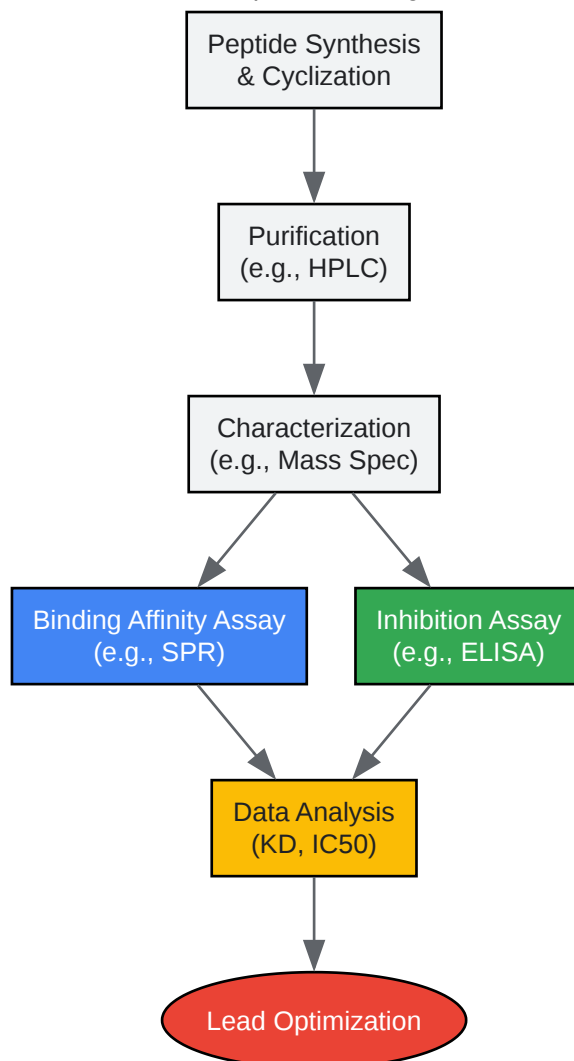 Peptide Synthesis
& Cyclization
Purification
(e.g., HPLC)
Characterization
(e.g., Mass Spec)
Binding Affinity Assay
(e.g., SPR)
Inhibition Assay
(e.g., ELISA)
Data Analysis
(KD, IC50)
Lead Optimization